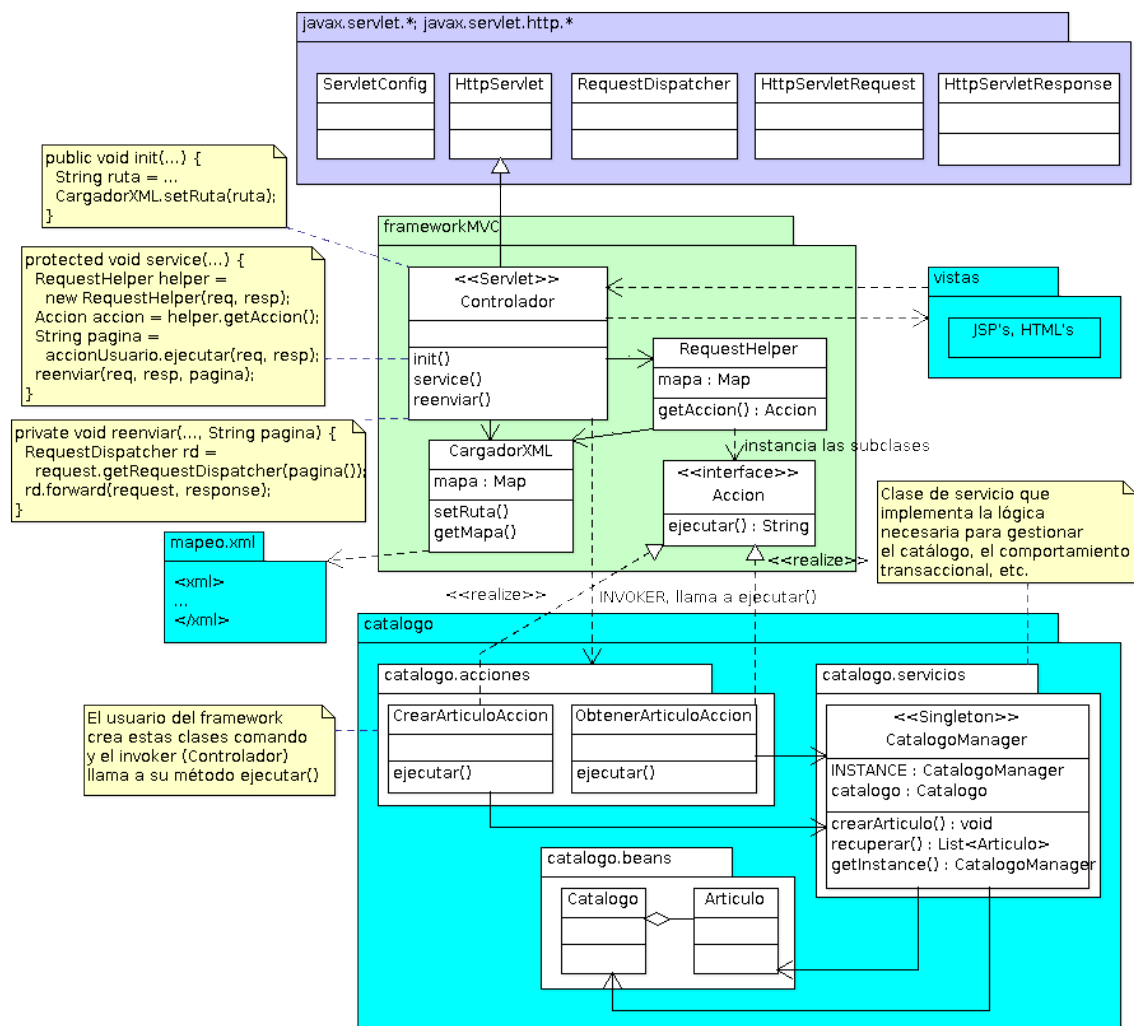 javax.servlet.*; javax.servlet.http.*
ServletConfig
HttpServlet
RequestDispatcher
HttpServletRequest
HttpServletResponse
public void init(...) {
String ruta = ...
CargadorXML.setRuta(ruta);
}
protected void service(...) {
RequestHelper helper =
new RequestHelper(req, resp);
Accion accion = helper.getAccion();
String pagina =
accionUsuario.ejecutar(req, resp);
reenviar(req, resp, pagina);
}
private void reenviar(..., String pagina) {
RequestDispatcher rd =
request.getRequestDispatcher(pagina());
rd.forward(request, response);
}
frameworkMVC
<<Servlet>>
Controlador
init()
service()
reenviar()
RequestHelper
mapa : Map
getAccion() : Accion
vistas
JSP's, HTML's
instancia las subclases
CargadorXML
mapa : Map
setRuta()
getMapa()
<<interface>>
Accion
ejecutar() : String
Clase de servicio que
implementa la lógica
necesaria para gestionar
el catálogo, el comportamiento
transaccional, etc.
mapeo.xml
<xml>
...
</xml>
<<realize>>
<<realize>>
INVOKER, llama a ejecutar()
catalogo
catalogo.acciones
CrearArticuloAccion
ejecutar()
ObtenerArticuloAccion
ejecutar()
El usuario del framework
crea estas clases comando
y el invoker (Controlador)
llama a su método ejecutar()
catalogo.servicios
<<Singleton>>
CatalogoManager
INSTANCE : CatalogoManager
catalogo : Catalogo
crearArticulo() : void
recuperar() : List<Articulo>
getInstance() : CatalogoManager
catalogo.beans
Catalogo
Articulo